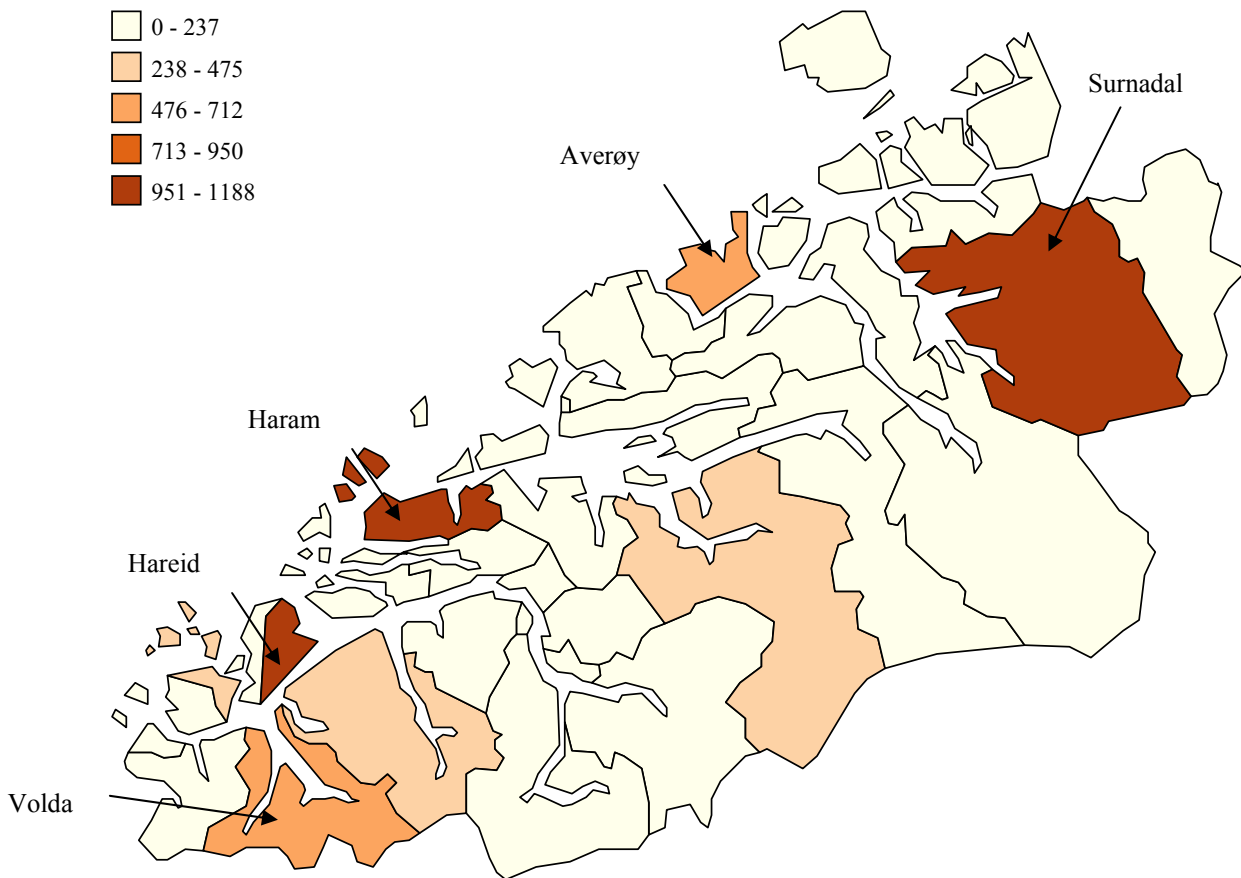 0 - 237
238 - 475
476 - 712
713 - 950
951 - 1188
Surnadal
Averøy
Haram
Hareid
Volda